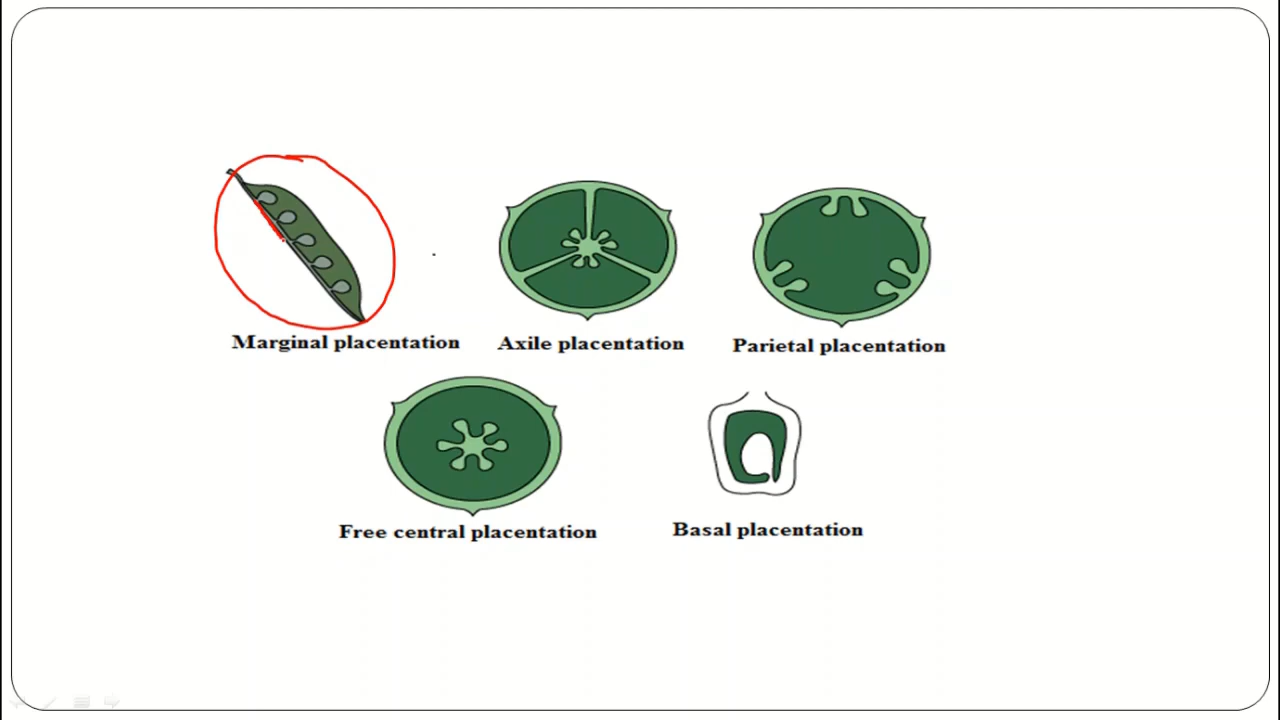 Marginal placentation
Axile placentation
Parietal placentation
Free central placentation
Basal placentation